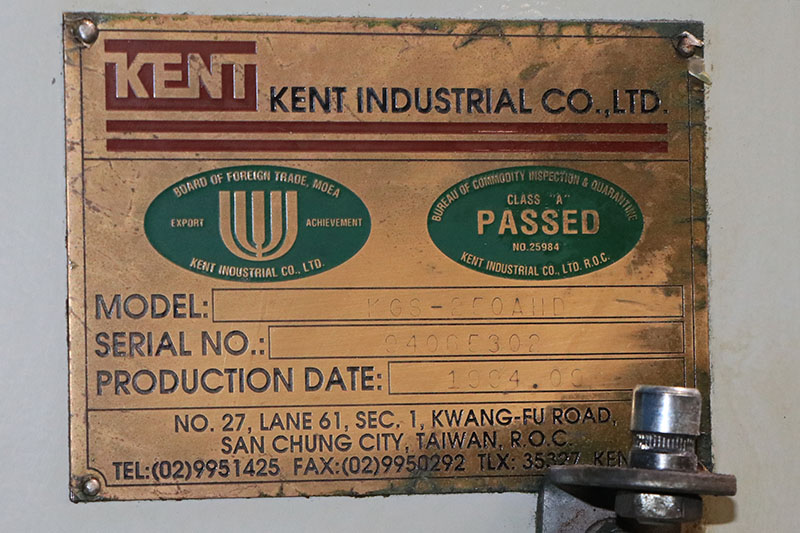 KENT
KENT INDUSTRIAL CO.,LTD.
BOARD OF FOREIGN TRADE, MOEA
EXPORT ACHIEVEMENT
KENT INDUSTRIAL CO., LTD.
BUREAU OF COMMODITY INSPECTION & QUARANTINE
CLASS "A"
PASSED
NO.25984
KENT INDUSTRIAL CO., LTD. R.O.C.
MODEL: KGS-250AHD
SERIAL NO.:
PRODUCTION DATE:
NO. 27, LANE 61, SEC. 1, KWANG-FU ROAD,
SAN CHUNG CITY, TAIWAN, R.O.C.
TEL:(02)9951425 FAX:(02)9950292 TLX: